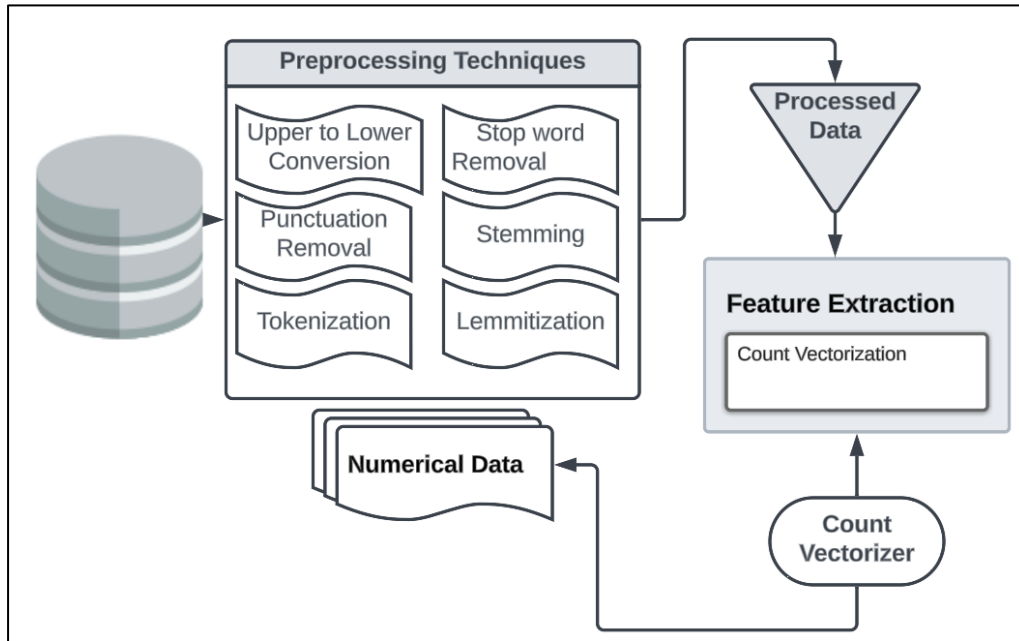 Preprocessing Techniques
Upper to Lower
Conversion
Stop word
Removal
Punctuation
Removal
Stemming
Tokenization
Lemmitization
Processed
Data
Feature Extraction
Count Vectorization
Numerical Data
Count
Vectorizer